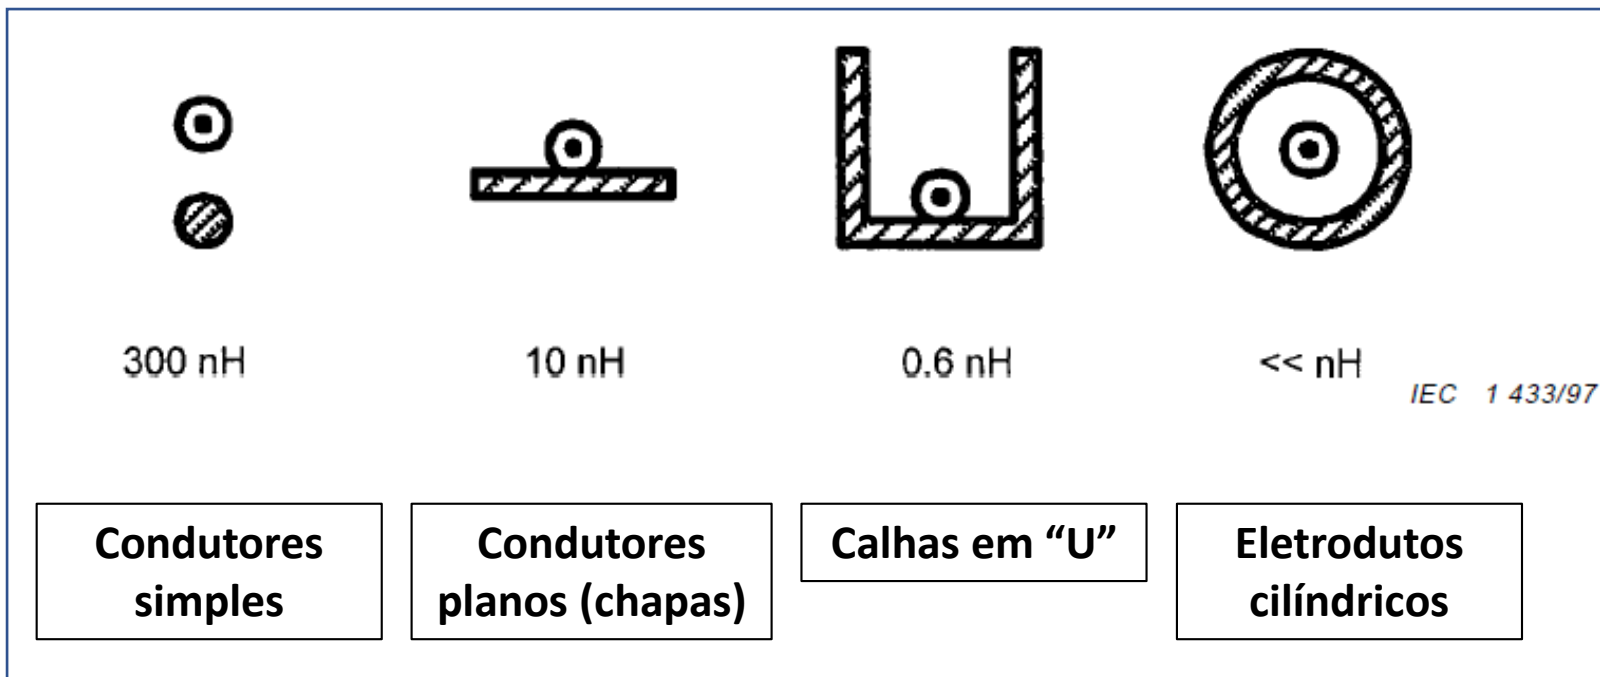 300 nH
10 nH
0.6 nH
<< nH
IEC 1 433/97
Condutores
simples
Condutores
planos (chapas)
Calhas em “U”
Eletrodutos
cilíndricos